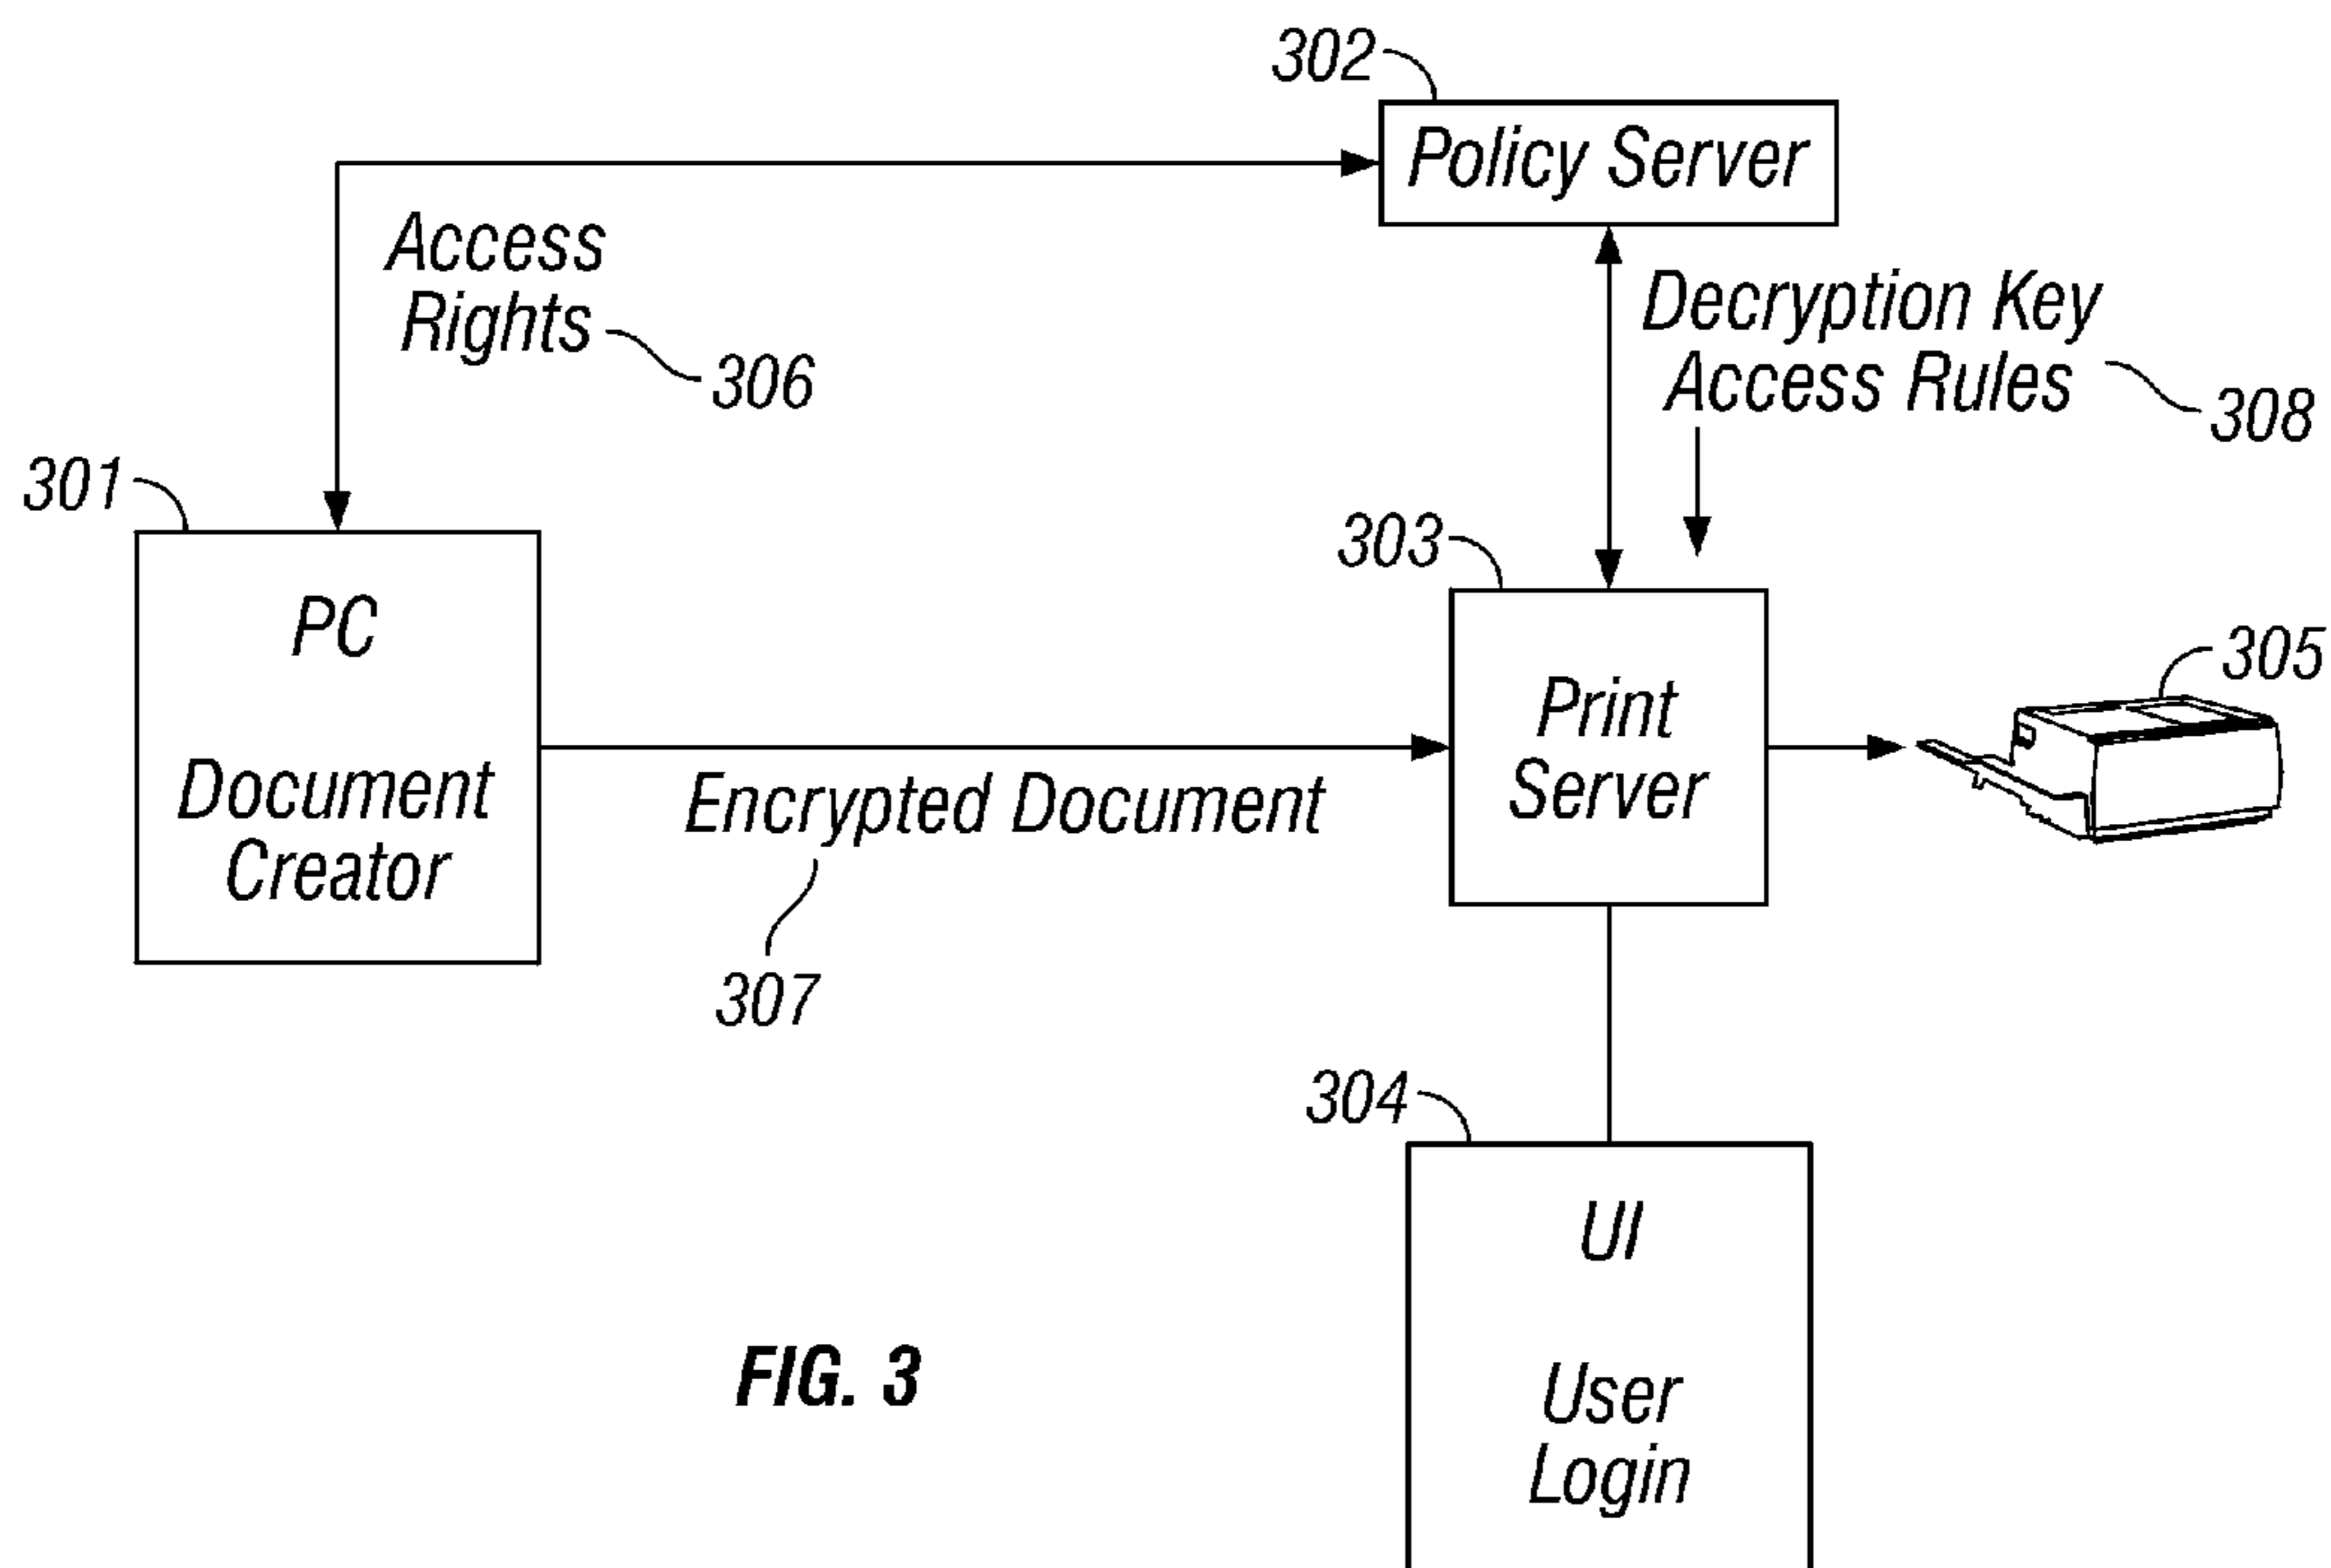 302
Policy Server
Access
Rights
306
Decryption Key
Access Rules
308
301
303
PC
Document
Creator
Encrypted Document
307
Print
Server
305
304
UI
User
Login
FIG. 3